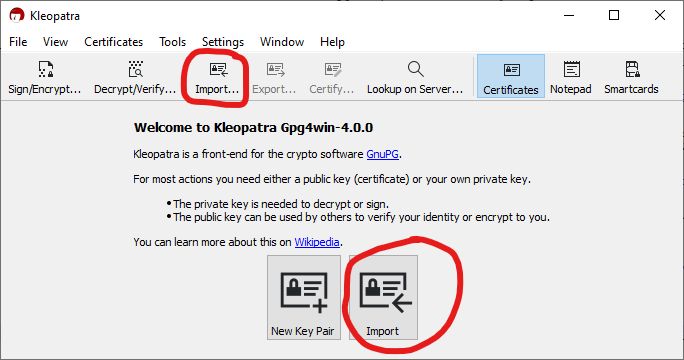 Kleopatra
File View Certificates Tools Settings Window Help
Sign/Encrypt... Decrypt/Verify... Import... Export... Certify... Lookup on Server... Certificates Notepad Smartcards
Welcome to Kleopatra Gpg4win-4.0.0
Kleopatra is a front-end for the crypto software GnuPG.
For most actions you need either a public key (certificate) or your own private key.
• The private key is needed to decrypt or sign.
• The public key can be used by others to verify your identity or encrypt to you.
You can learn more about this on Wikipedia.
New Key Pair Import